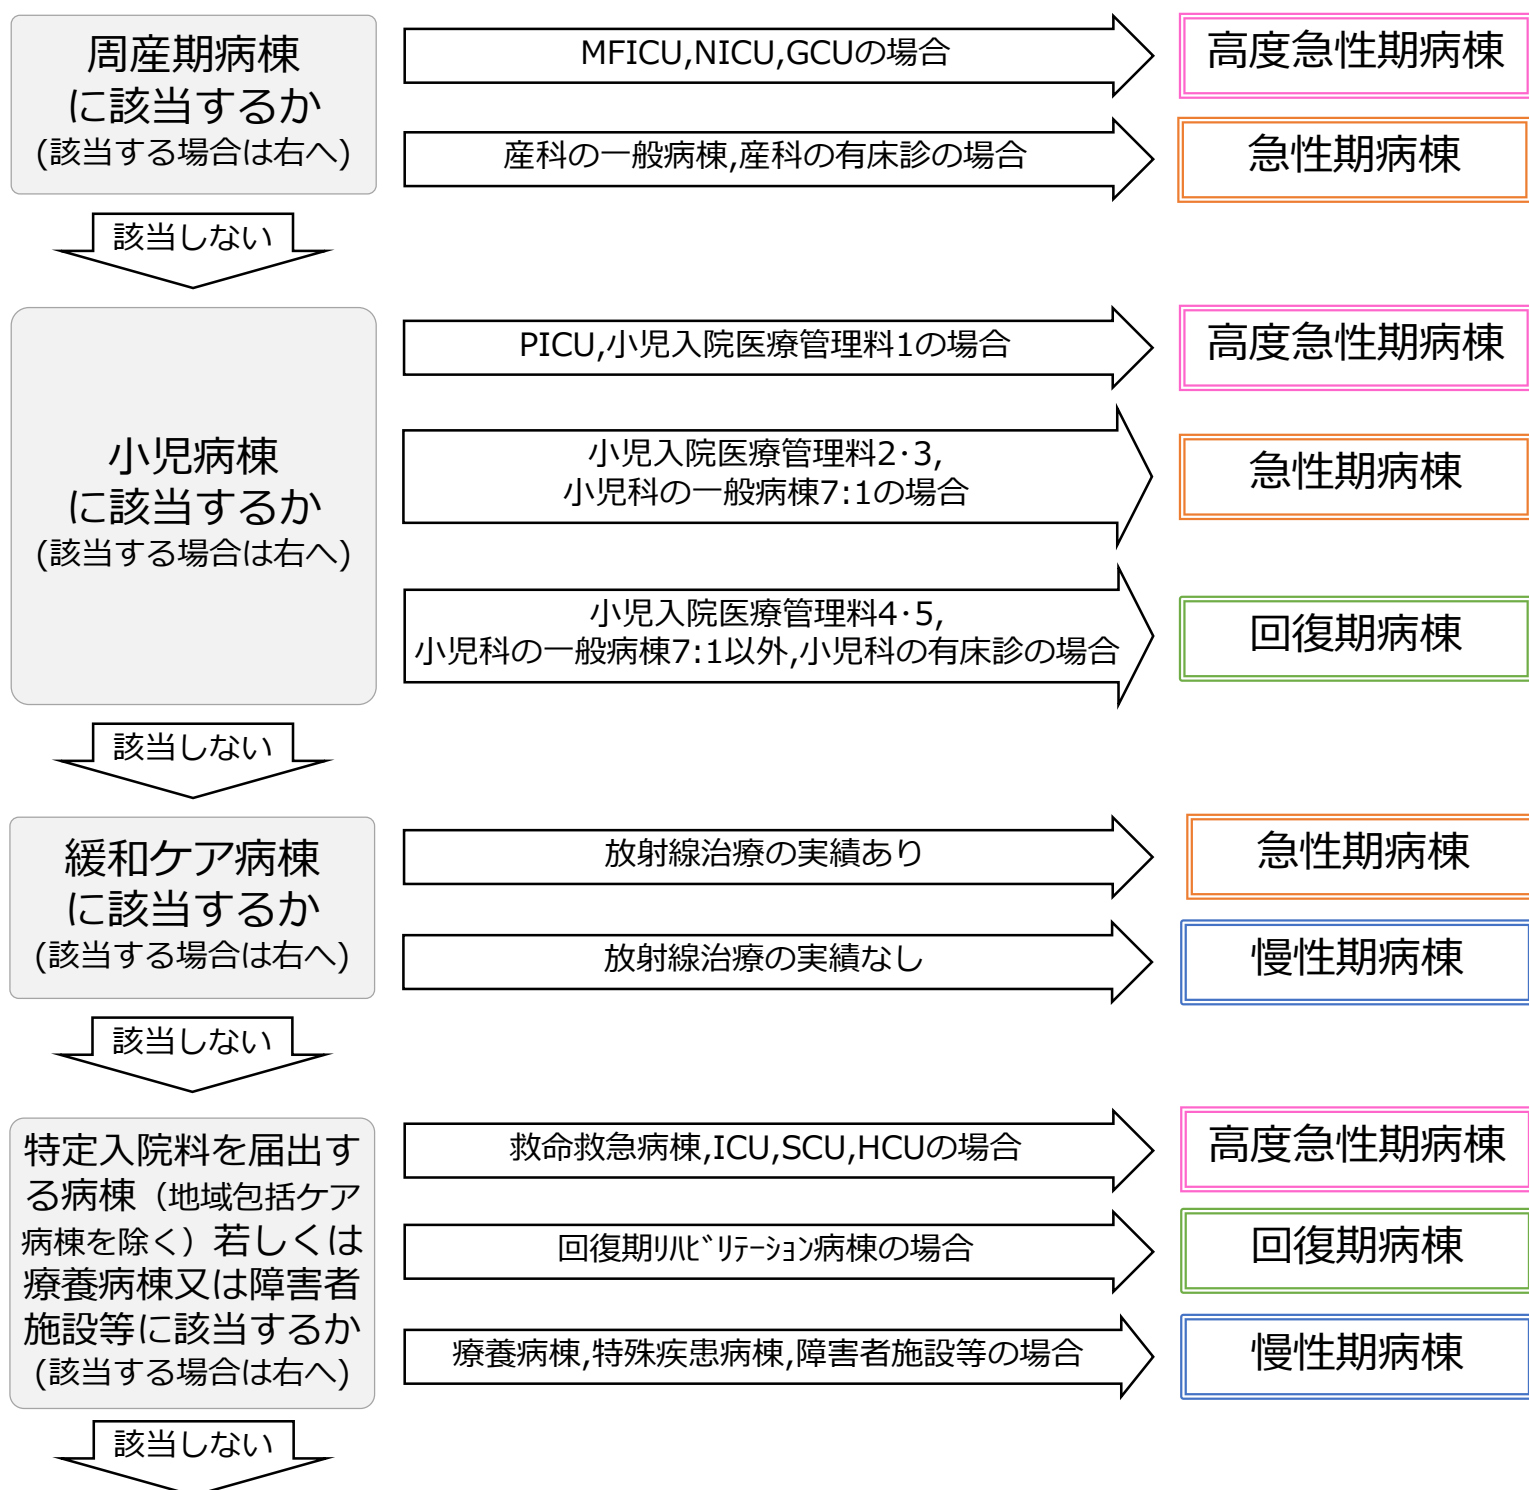 周産期病棟
に該当するか
(該当する場合は右へ)
MFICU,NICU,GCUの場合
高度急性期病棟
産科の一般病棟,産科の有床診の場合
急性期病棟
該当しない
小児病棟
に該当するか
(該当する場合は右へ)
PICU,小児入院医療管理料1の場合
高度急性期病棟
小児入院医療管理料2･3,
小児科の一般病棟7:1の場合
急性期病棟
小児入院医療管理料4･5,
小児科の一般病棟7:1以外,小児科の有床診の場合
回復期病棟
該当しない
緩和ケア病棟
に該当するか
(該当する場合は右へ)
放射線治療の実績あり
急性期病棟
放射線治療の実績なし
慢性期病棟
該当しない
特定入院料を届出す
る病棟（地域包括ケア
病棟を除く）若しくは
療養病棟又は障害者
施設等に該当するか
(該当する場合は右へ)
救命救急病棟,ICU,SCU,HCUの場合
高度急性期病棟
回復期ﾘﾊﾋﾞﾘﾃｰｼｮﾝ病棟の場合
回復期病棟
療養病棟,特殊疾患病棟,障害者施設等の場合
慢性期病棟
該当しない